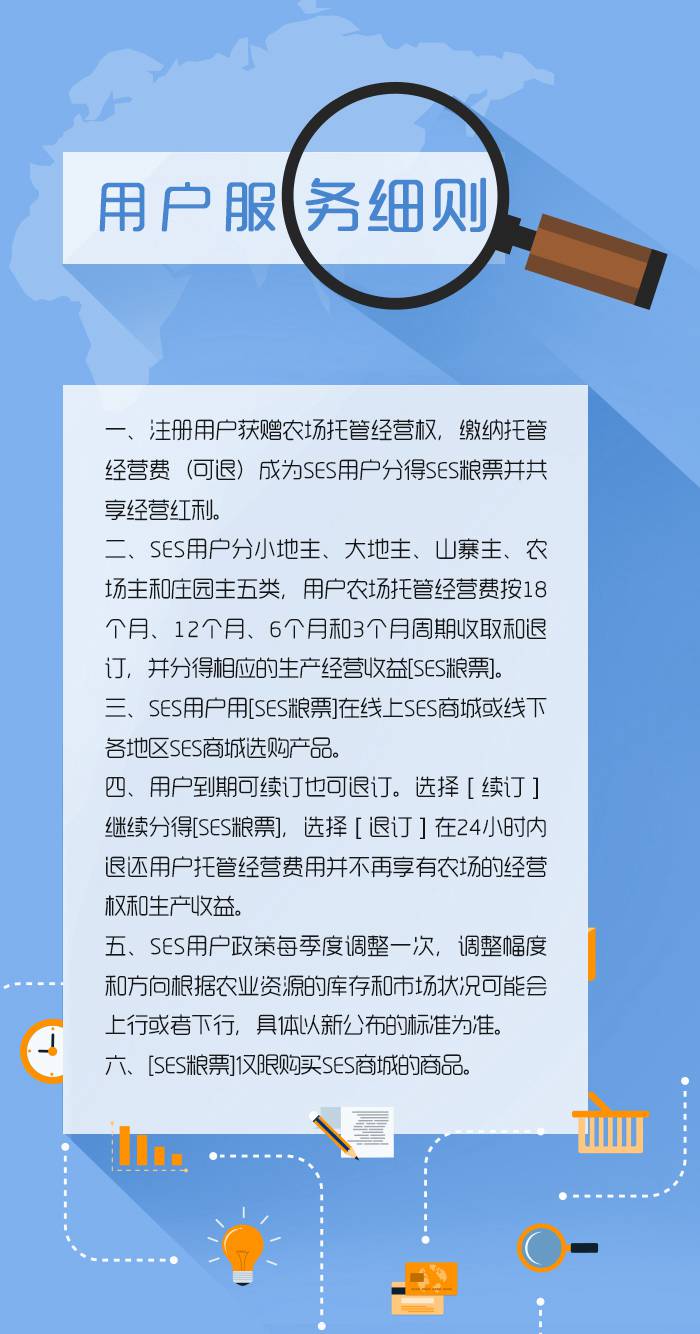 用户服务细则
一、注册用户获赠农场托管经营权，缴纳托管
经营费（可退）成为SES用户分得SES粮票并共
享经营红利。
二、SES用户分小地主、大地主、山寨主、农
场主和庄园主五类，用户农场托管经营费按18
个月、12个月、6个月和3个月周期收取和退
订，并分得相应的生产经营收益[SES粮票]。
三、SES用户用[SES粮票]在线上SES商城或线下
各地区SES商城选购产品。
四、用户到期可续订也可退订。选择［续订］
继续分得[SES粮票]，选择［退订］在24小时内
退还用户托管经营费用并不再享有农场的经营
权和生产收益。
五、SES用户政策每季度调整一次，调整幅度
和方向根据农业资源的库存和市场状况可能会
上行或者下行，具体以新公布的标准为准。
六、[SES粮票]仅限购买SES商城的商品。